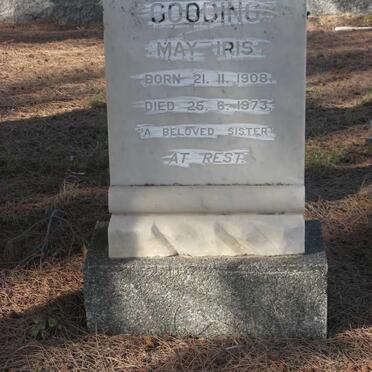 GOODING
MAY IRIS
BORN 21. 11. 1908
DIED 25. 6. 1973
"A BELOVED SISTER"
AT REST